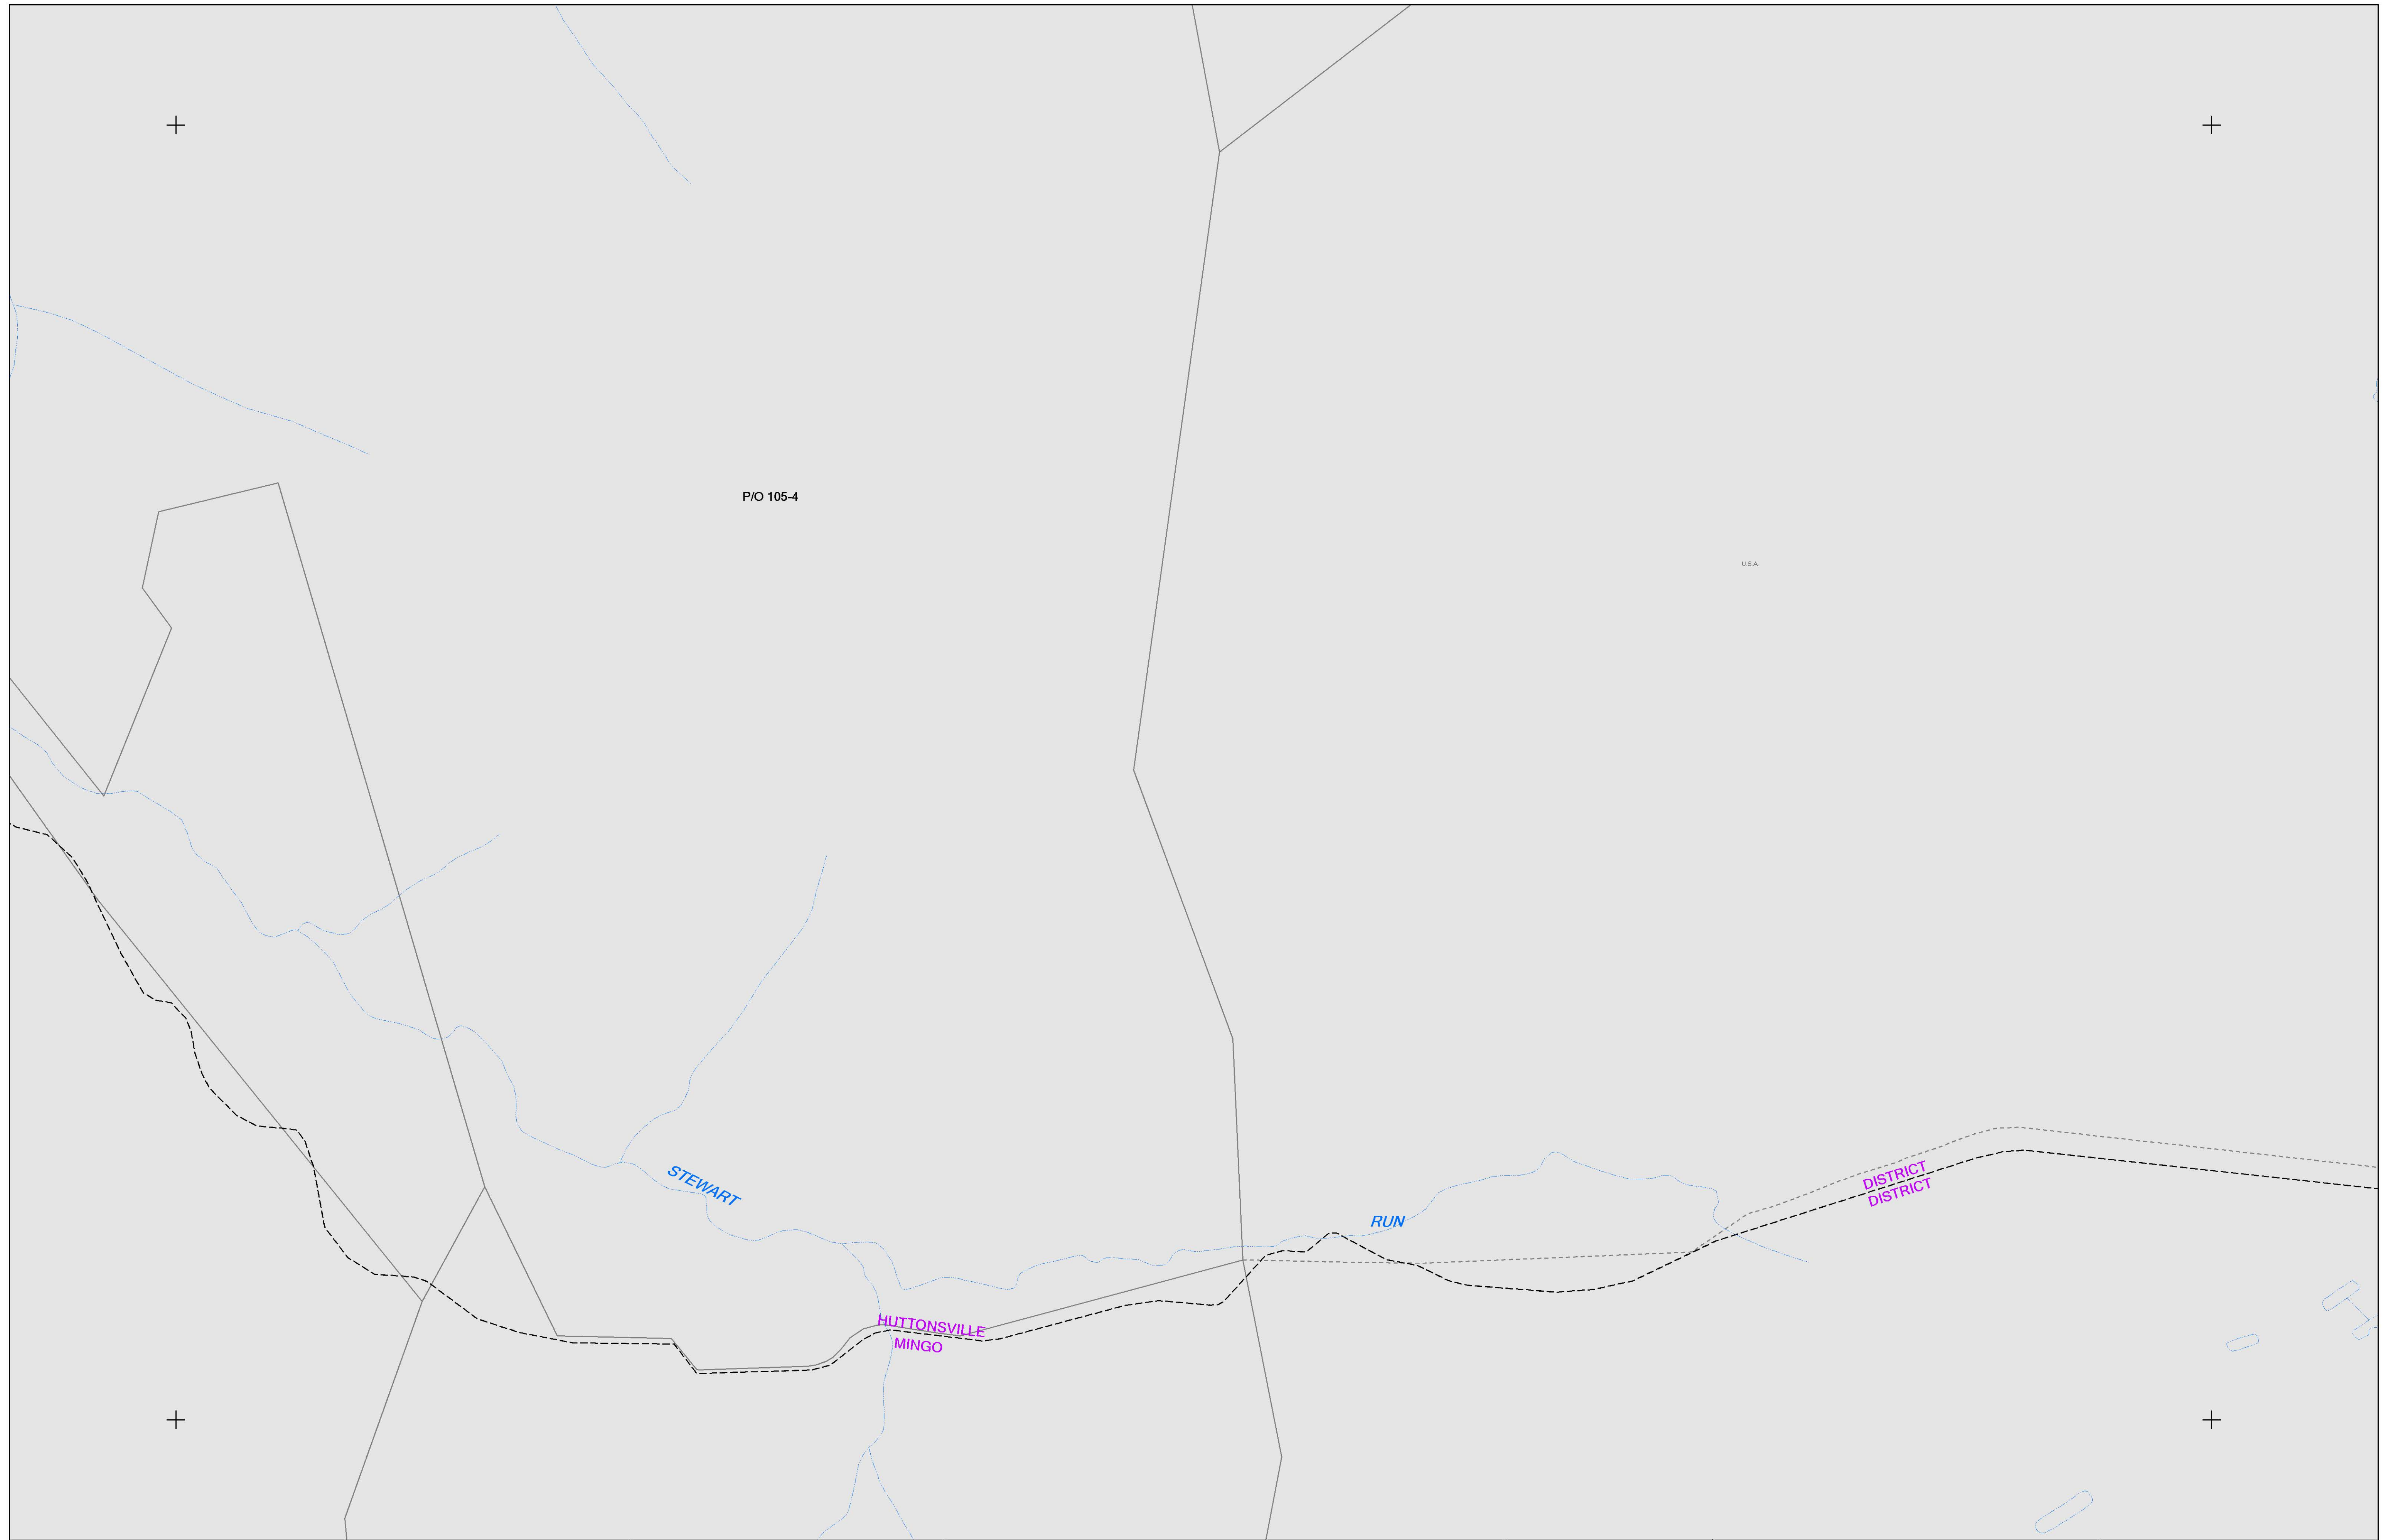 P/O 105-4
U.S.A
STEWART
RUN
DISTRICT
DISTRICT
HUTTONSVILLE
MINGO